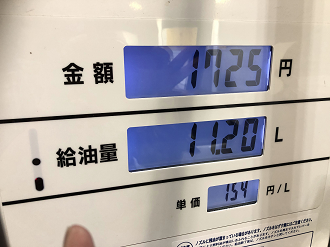 金額 1725 円
給油量 11.20 L
単価 154 円/L